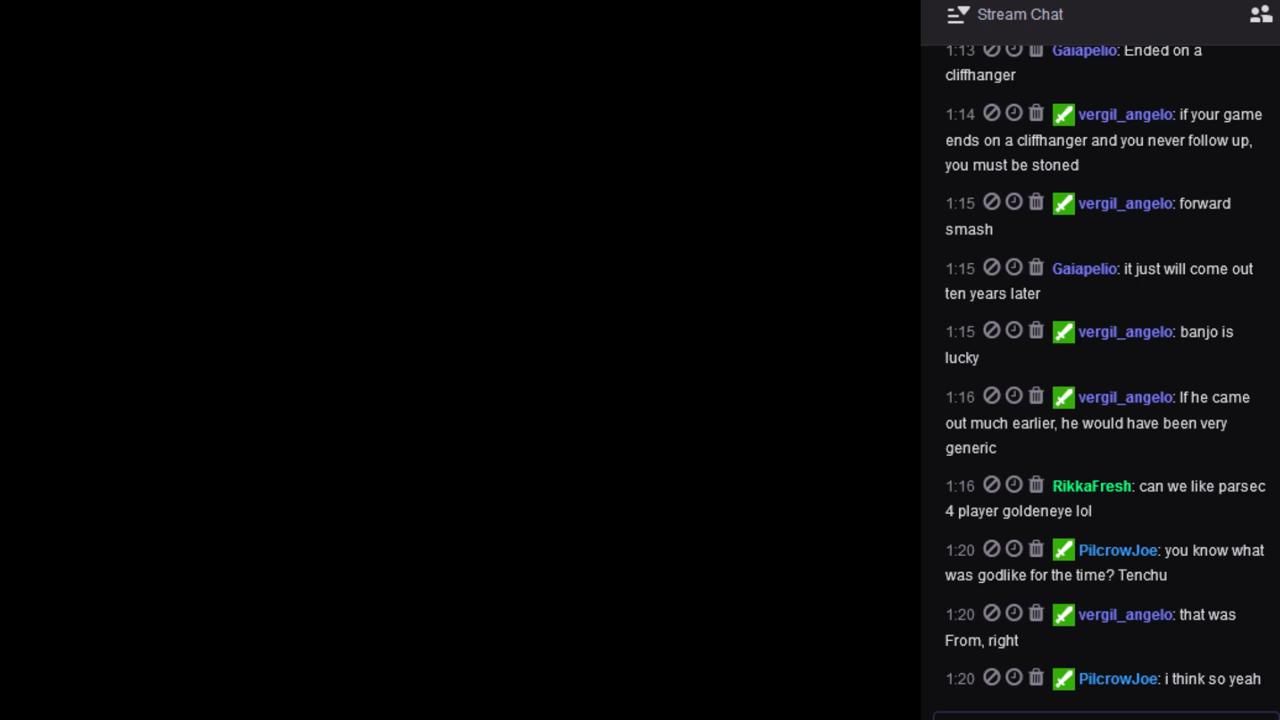 Stream Chat
1:13 Gaiapelio: Ended on a
cliffhanger
1:14 vergil_angelo: if your game
ends on a cliffhanger and you never follow up,
you must be stoned
1:15 vergil_angelo: forward
smash
1:15 Gaiapelio: it just will come out
ten years later
1:15 vergil_angelo: banjo is
lucky
1:16 vergil_angelo: If he came
out much earlier, he would have been very
generic
1:16 RikkaFresh: can we like parsec
4 player goldeneye lol
1:20 PilcrowJoe: you know what
was godlike for the time? Tenchu
1:20 vergil_angelo: that was
From, right
1:20 PilcrowJoe: i think so yeah